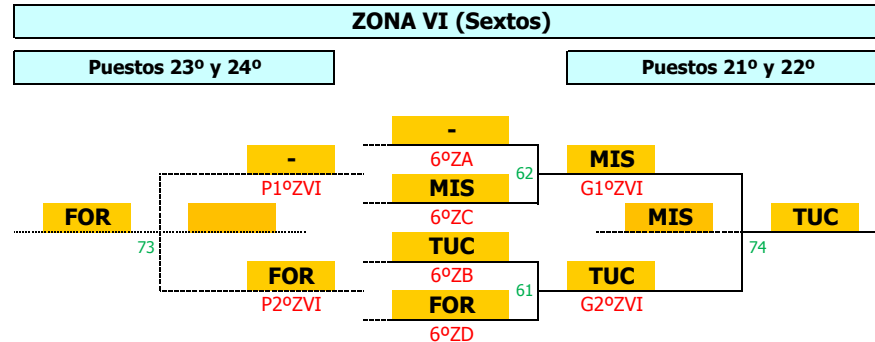 ZONA VI (Sextos)
Puestos 23º y 24º
Puestos 21º y 22º
-
-
6ºZA
62
MIS
P1ºZVI
MIS
G1ºZVI
FOR
6ºZC
MIS
TUC
73
TUC
74
FOR
6ºZB
61
TUC
P2ºZVI
FOR
G2ºZVI
6ºZD